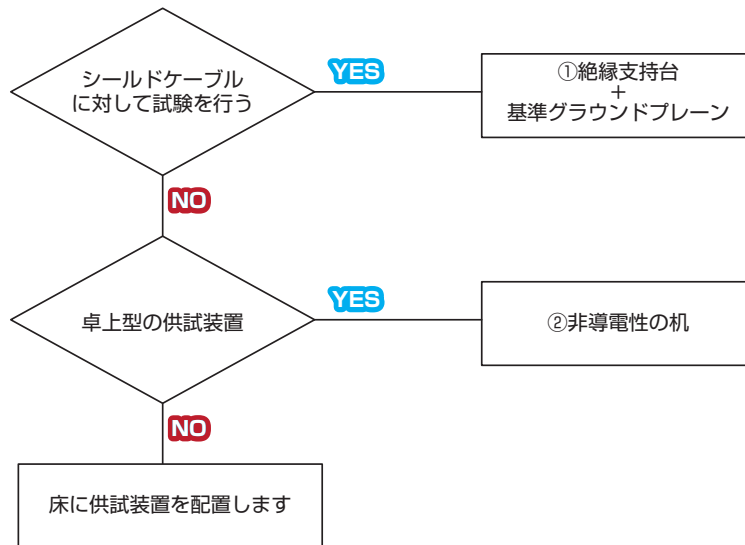 シールドケーブル
に対して試験を行う
YES
①絶縁支持台
+
基準グラウンドプレーン
NO
卓上型の供試装置
YES
②非導電性の机
NO
床に供試装置を配置します